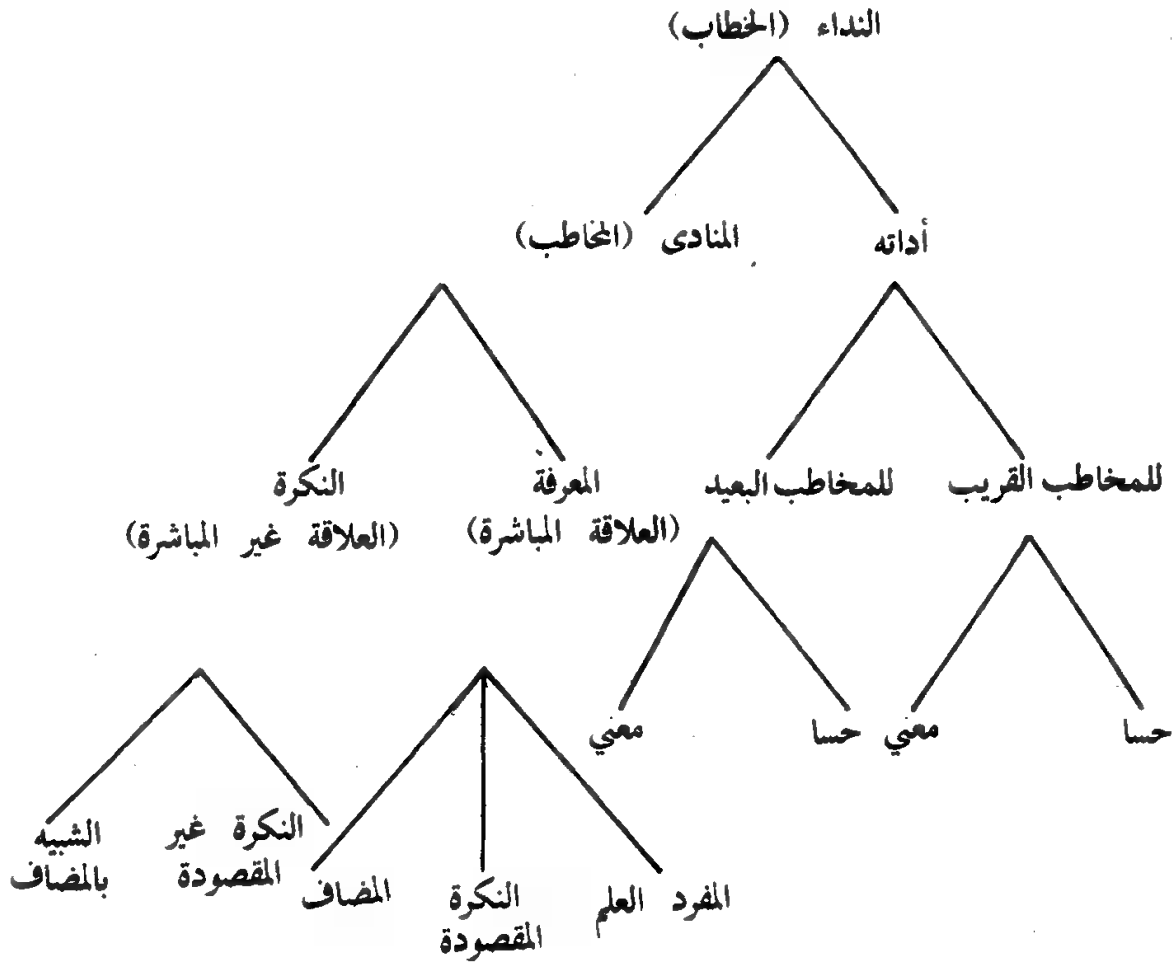 النداء (الخطاب)
أداته
المنادى (المخاطب)
للمخاطب القريب
للمخاطب البعيد
المعرفة
(العلاقة المباشرة)
النكرة
(العلاقة غير المباشرة)
حسا
معني
حسا
معني
المفرد العلم
النكرة
المقصودة
المضاف
النكرة غير
المقصودة
الشبيه
بالمضاف